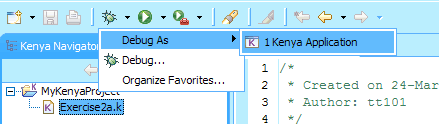 Debug As
1 Kenya Application
Kenya Navigato
Debug...
Organize Favorites...
MyKenyaProject
Exercise2a.k
1
2 /*
3 * Created on 24-Mar
4 * Author: tt101
*/